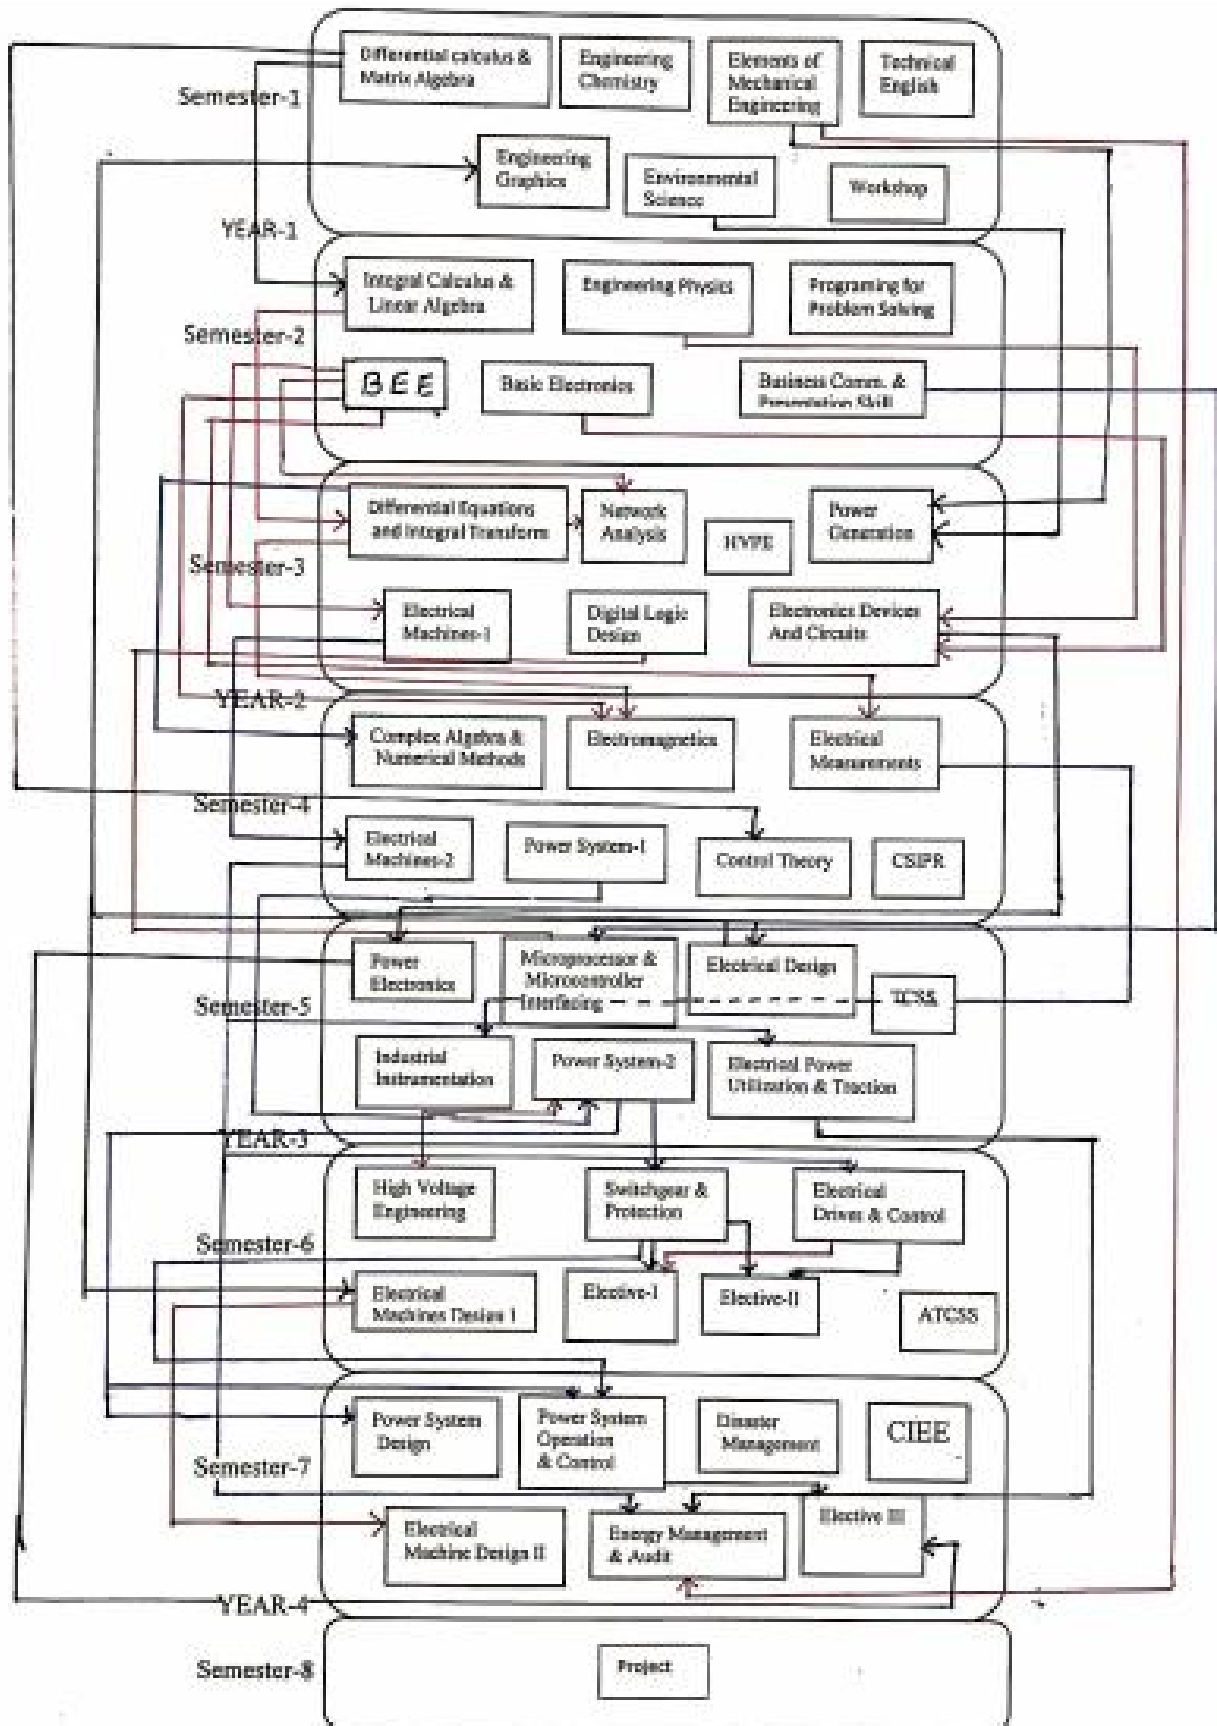 Semester-1
Differential calculus &
Matrix Algebra
Engineering
Chemistry
Elements of
Mechanical
Engineering
Technical
English
Engineering
Graphics
Environmental
Science
Workshop
YEAR-1
Semester-2
Integral Calculus &
Linear Algebra
Engineering Physics
Programing for
Problem Solving
BEE
Basic Electronics
Business Comm. &
Presentation Skill
Semester-3
Differential Equations
and Integral Transform
Network
Analysis
HVPE
Power
Generation
Electrical
Machines-1
Digital Logic
Design
Electronics Devices
And Circuits
YEAR-2
Semester-4
Complex Algebra &
Numerical Methods
Electromagnetics
Electrical
Measurements
Electrical
Machines-2
Power System-1
Control Theory
CSIPR
Semester-5
Power
Electronics
Microprocessor &
Microcontroller
Interfacing
Electrical Design
TCSS
Industrial
Instrumentation
Power System-2
Electrical Power
Utilization & Traction
YEAR-3
Semester-6
High Voltage
Engineering
Switchgear &
Protection
Electrical
Drives & Control
Electrical
Machines Design I
Elective-I
Elective-II
ATCSS
Semester-7
Power System
Design
Power System
Operation
& Control
Disaster
Management
CIEE
Electrical
Machine Design II
Energy Management
& Audit
Elective III
YEAR-4
Semester-8
Project